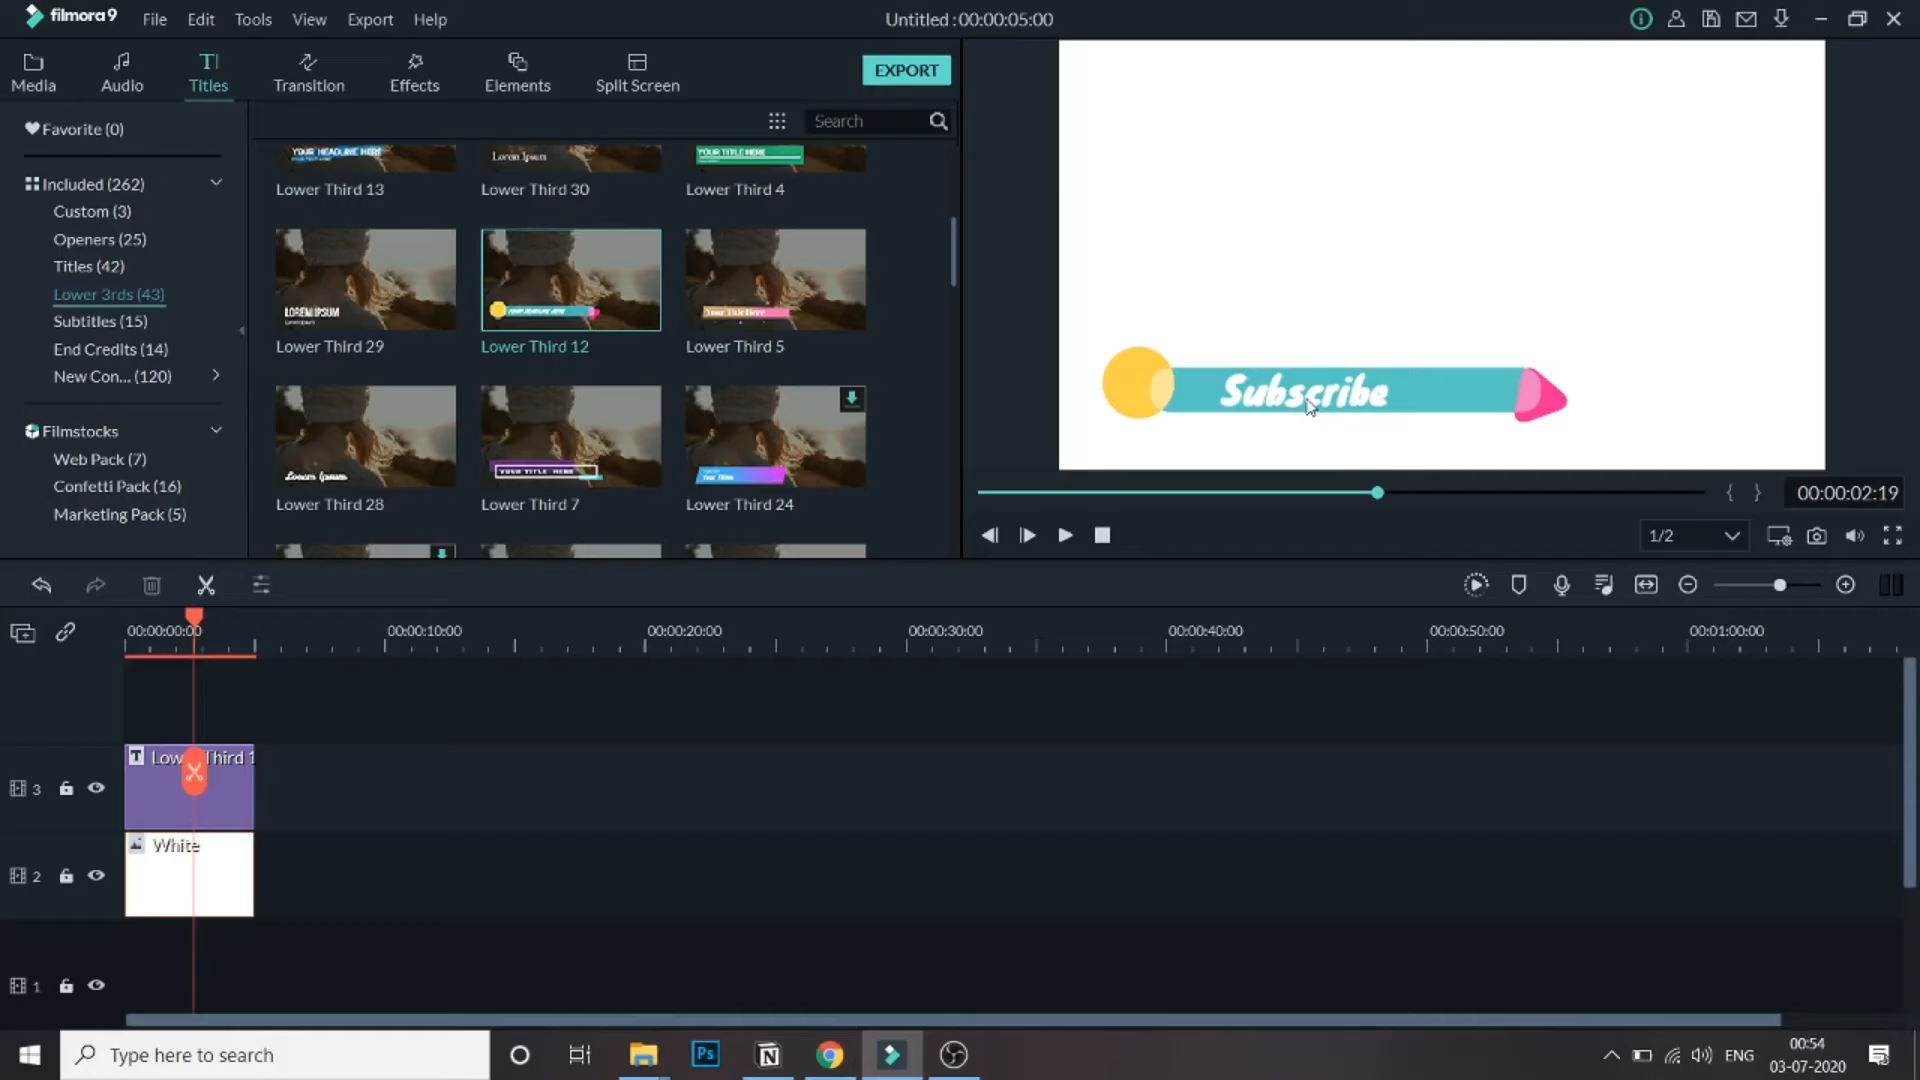 filmora9
File
Edit
Tools
View
Export
Help
Untitled : 00:00:05:00
Media
Audio
Titles
Transition
Effects
Elements
Split Screen
EXPORT
Favorite (0)
Included (262)
Custom (3)
Openers (25)
Titles (42)
Lower 3rds (43)
Subtitles (15)
End Credits (14)
New Con... (120)
Filmstocks
Web Pack (7)
Confetti Pack (16)
Marketing Pack (5)
Search
YOUR HEADLINE HERE
Lorem Ipsum
YOUR TITLE HERE
Lower Third 13
Lower Third 30
Lower Third 4
LOREM IPSUM
YOUR HEADLINE HERE
Your Title Here
Lower Third 29
Lower Third 12
Lower Third 5
Lorem Ipsum
YOUR TITLE HERE
Lower Third 28
Lower Third 7
Lower Third 24
Subscribe
00:00:02:19
1/2
00:00:00:00
00:00:10:00
00:00:20:00
00:00:30:00
00:00:40:00
00:00:50:00
00:01:00:00
3
T
Low
Third 1
2
White
1
Type here to search
Ps
N
ENG
00:54
03-07-2020